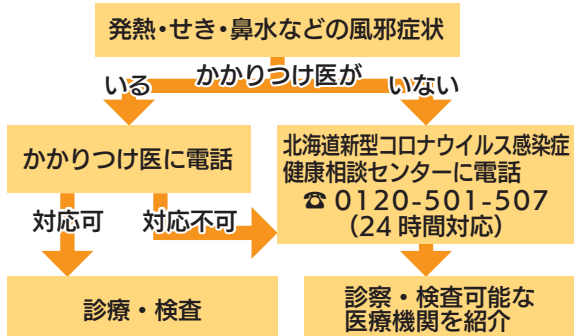 発熱・せき・鼻水などの風邪症状
かかりつけ医が
いる
いない
かかりつけ医に電話
北海道新型コロナウイルス感染症
健康相談センターに電話
☎ 0120-501-507
（24 時間対応）
対応可
対応不可
診療・検査
診察・検査可能な
医療機関を紹介